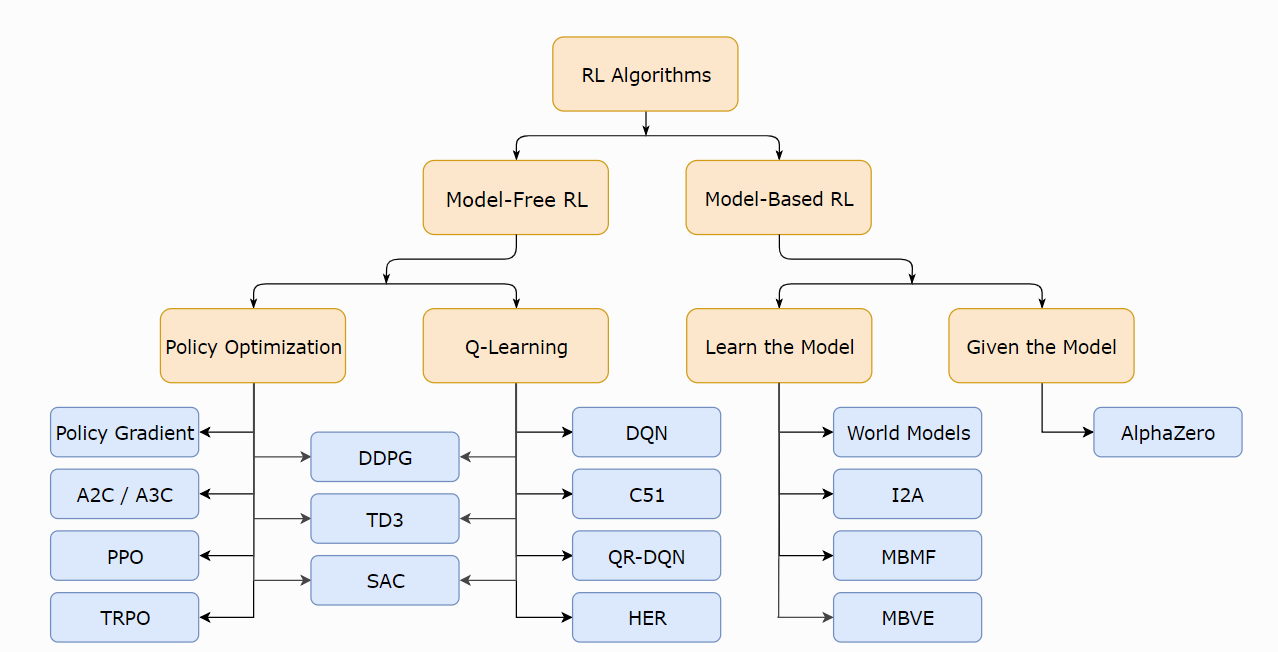 RL Algorithms
Model-Free RL
Model-Based RL
Policy Optimization
Q-Learning
Learn the Model
Given the Model
Policy Gradient
A2C / A3C
PPO
TRPO
DDPG
TD3
SAC
DQN
C51
QR-DQN
HER
World Models
I2A
MBMF
MBVE
AlphaZero